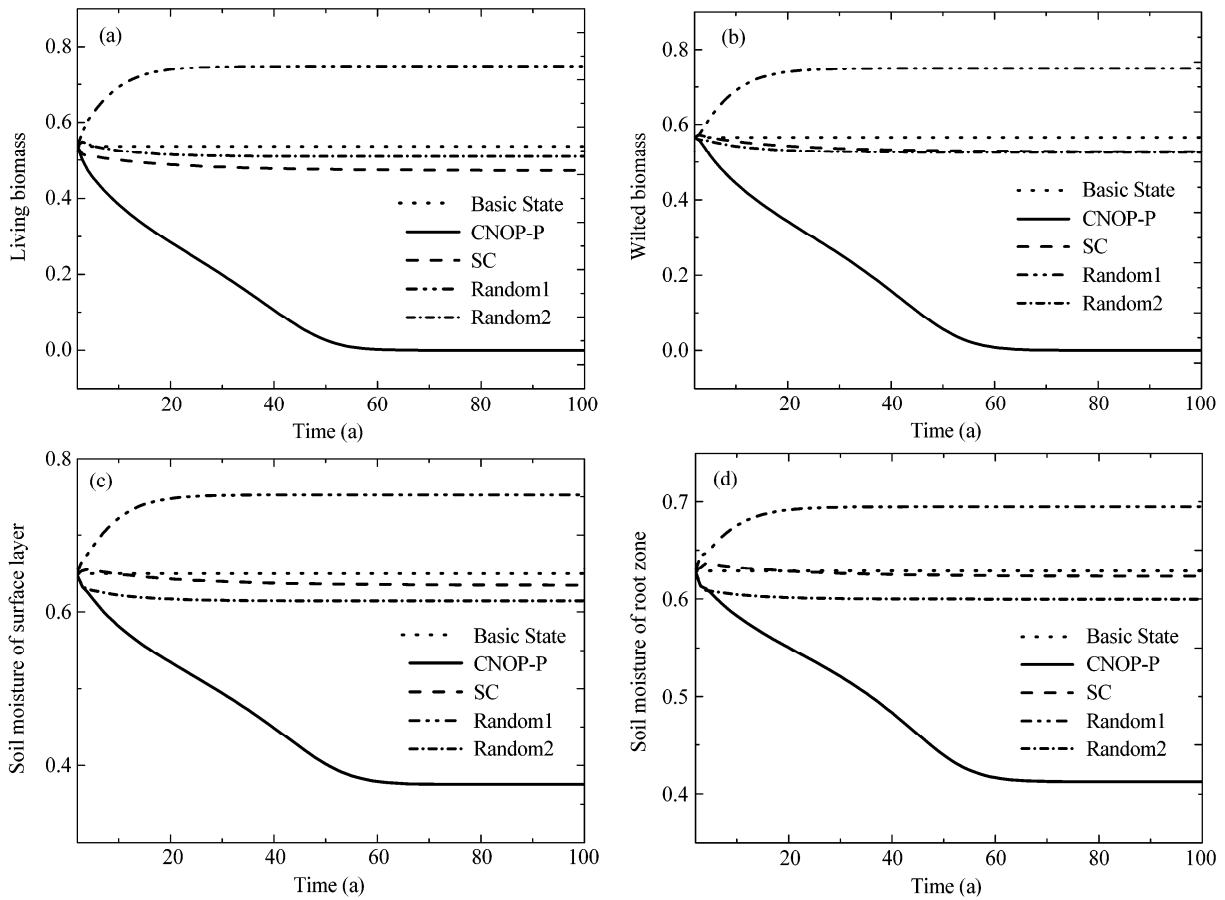 (a)
0.8
0.6
0.4
0.2
0.0
Living biomass
Basic State
CNOP-P
SC
Random1
Random2
20 40 60 80 100
Time (a)
(b)
0.8
0.6
0.4
0.2
0.0
Wilted biomass
Basic State
CNOP-P
SC
Random1
Random2
20 40 60 80 100
Time (a)
(c)
0.8
0.6
0.4
Soil moisture of surface layer
Basic State
CNOP-P
SC
Random1
Random2
20 40 60 80 100
Time (a)
(d)
0.7
0.6
0.5
0.4
Soil moisture of root zone
Basic State
CNOP-P
SC
Random1
Random2
20 40 60 80 100
Time (a)